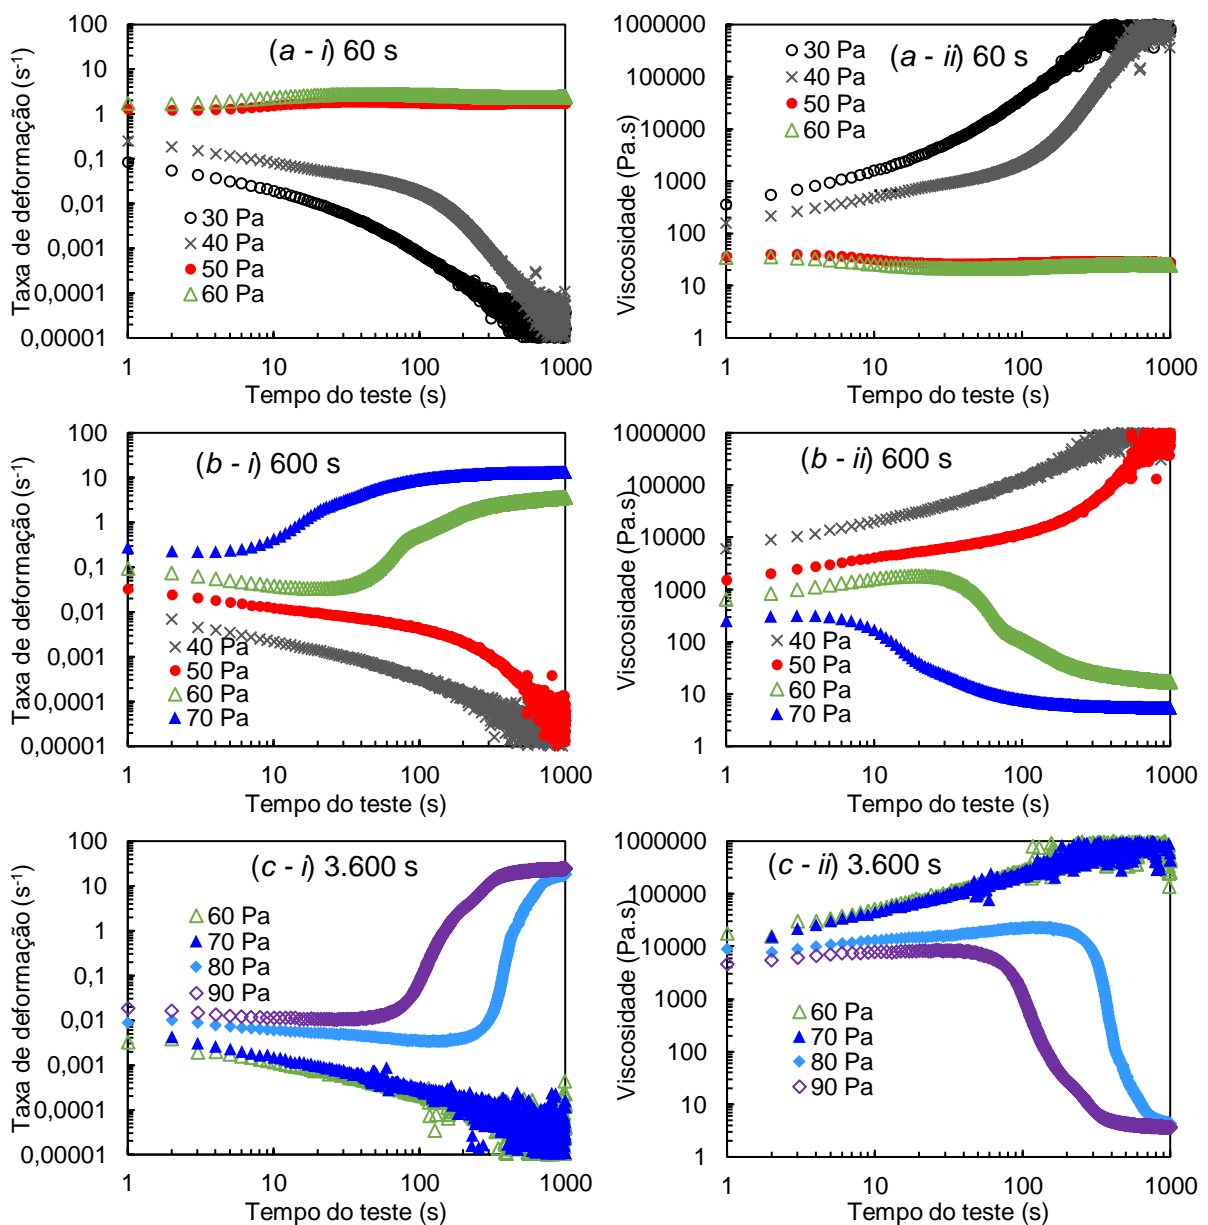 (a - i) 60 s
Taxa de deformação (s⁻¹)
100
10
1
0,1
0,01
0,001
0,0001
0,00001
30 Pa
40 Pa
50 Pa
60 Pa
1
10
100
1000
Tempo do teste (s)
(a - ii) 60 s
Viscosidade (Pa.s)
1000000
100000
10000
1000
100
10
1
30 Pa
40 Pa
50 Pa
60 Pa
1
10
100
1000
Tempo do teste (s)
(b - i) 600 s
Taxa de deformação (s⁻¹)
100
10
1
0,1
0,01
0,001
0,0001
0,00001
40 Pa
50 Pa
60 Pa
70 Pa
1
10
100
1000
Tempo do teste (s)
(b - ii) 600 s
Viscosidade (Pa.s)
1000000
100000
10000
1000
100
10
1
40 Pa
50 Pa
60 Pa
70 Pa
1
10
100
1000
Tempo do teste (s)
(c - i) 3.600 s
Taxa de deformação (s⁻¹)
100
10
1
0,1
0,01
0,001
0,0001
0,00001
60 Pa
70 Pa
80 Pa
90 Pa
1
10
100
1000
Tempo do teste (s)
(c - ii) 3.600 s
Viscosidade (Pa.s)
1000000
100000
10000
1000
100
10
1
60 Pa
70 Pa
80 Pa
90 Pa
1
10
100
1000
Tempo do teste (s)